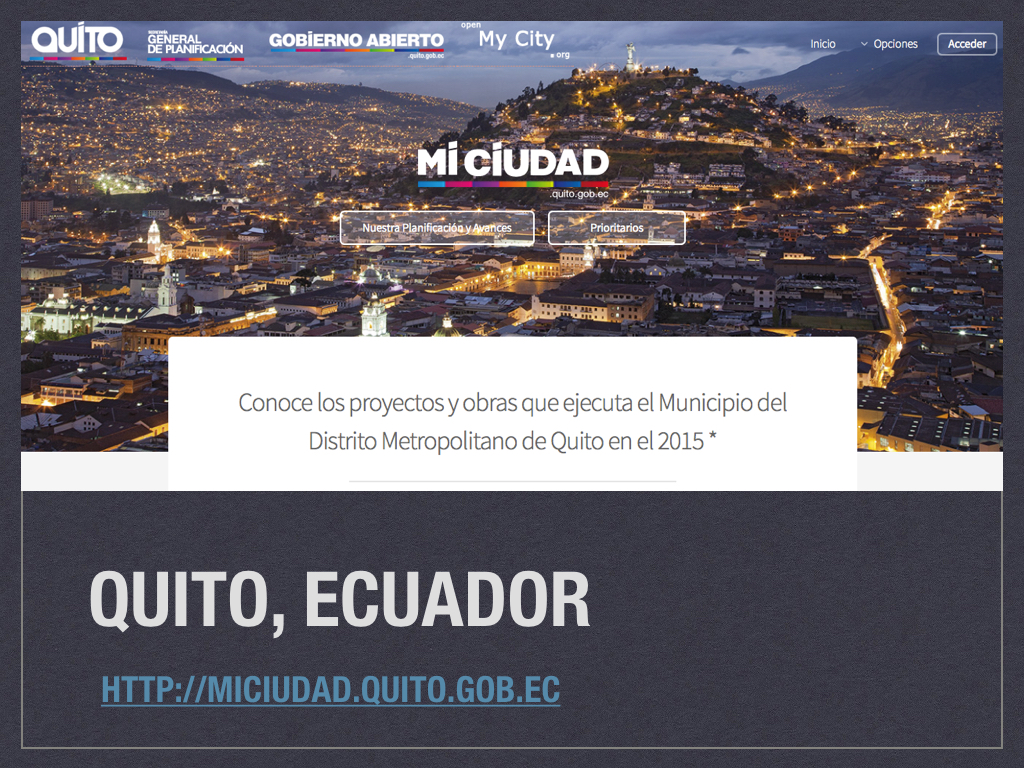 QUITO
SECRETARÍA
GENERAL
DE PLANIFICACIÓN
GOBIERNO ABIERTO
.quito.gob.ec
open
My City
.org
Inicio
Opciones
Acceder
MI CIUDAD
.quito.gob.ec
Nuestra Planificación y Avances
Prioritarios
Conoce los proyectos y obras que ejecuta el Municipio del
Distrito Metropolitano de Quito en el 2015 *
QUITO, ECUADOR
HTTP://MICIUDAD.QUITO.GOB.EC